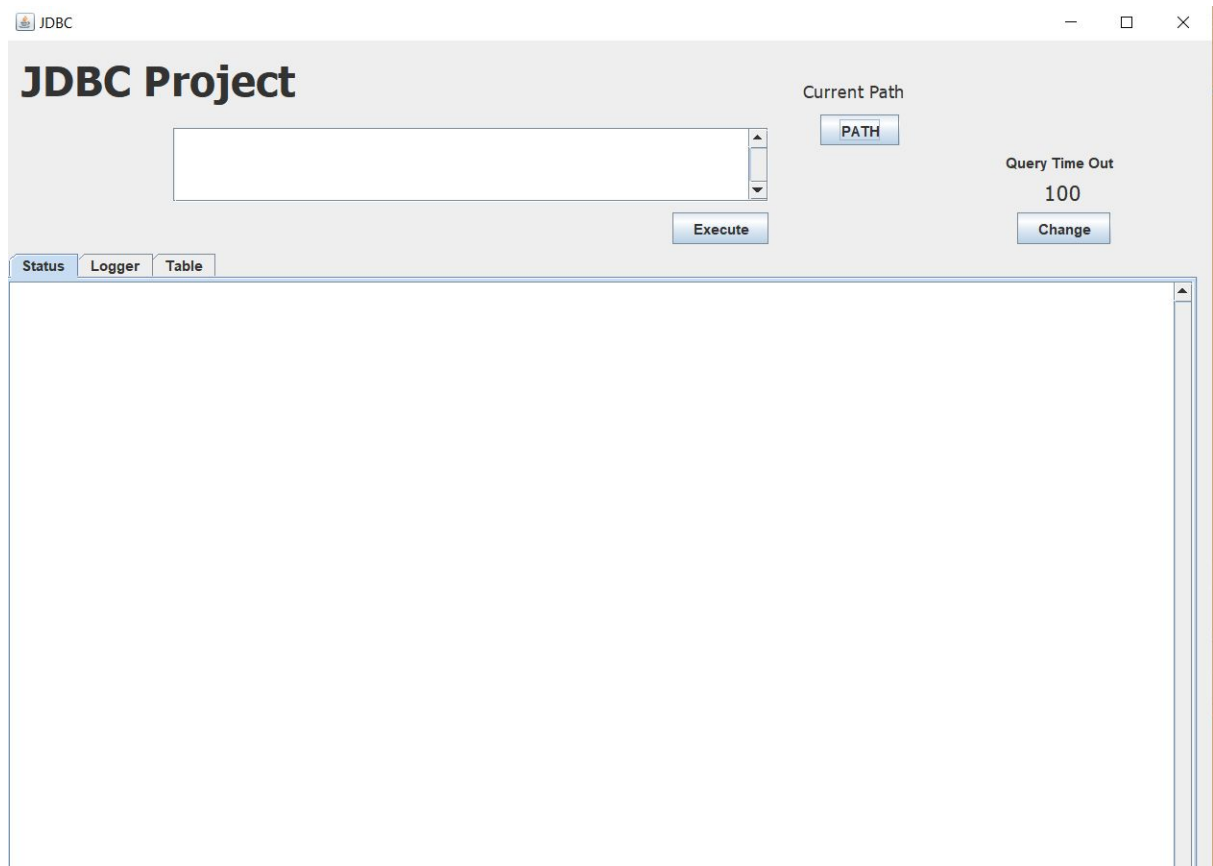 JDBC
JDBC Project
Current Path
PATH
Query Time Out
100
Execute
Change
Status Logger Table